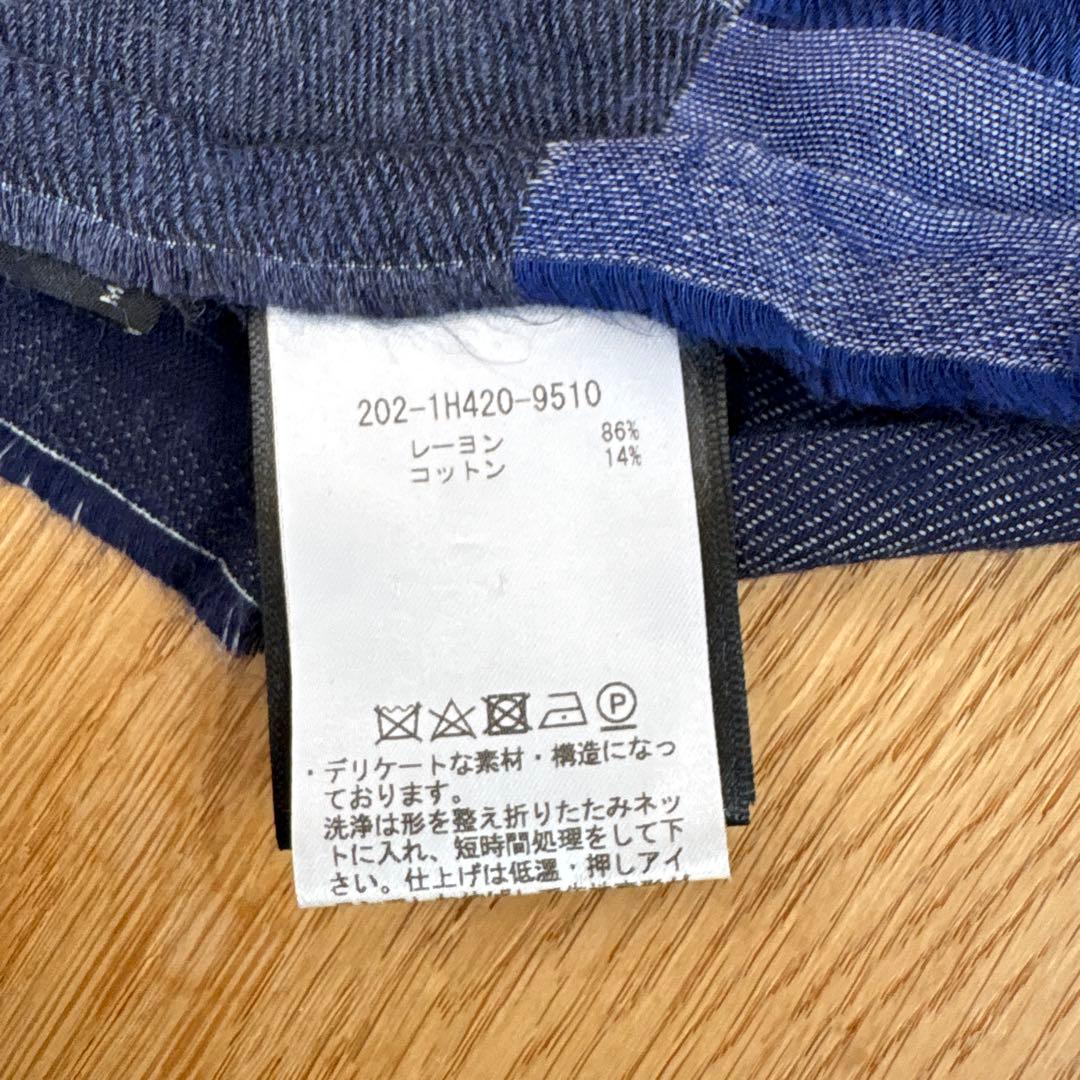 M
202-1H420-9510
レーヨン 86%
コットン 14%
P
・デリケートな素材・構造になっ
ております。
洗浄は形を整え折りたたみネッ
トに入れ、短時間処理をして下
さい。仕上げは低温・押しアイ